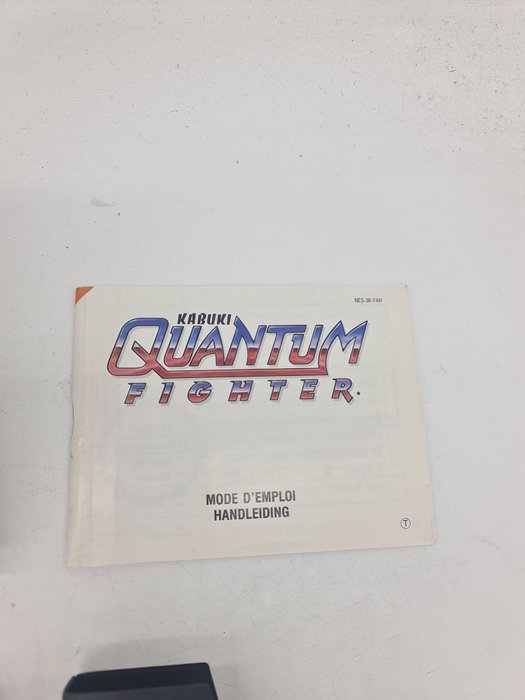 NES-3K-FAH
KABUKI
QUANTUM
FIGHTER
MODE D'EMPLOI
HANDLEIDING
T